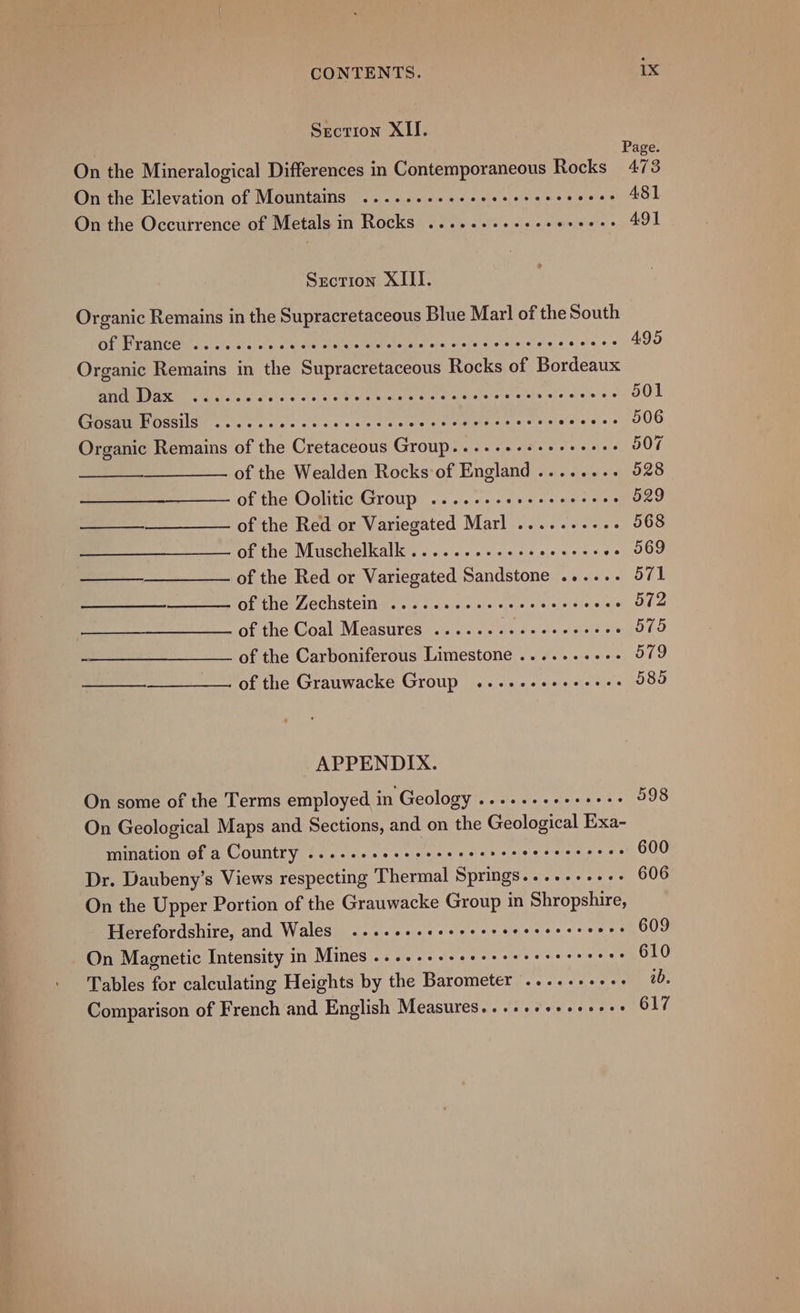 CONTENTS. ix
Section XII.
Page.
On the Mineralogical Differences in Contemporaneous Rocks 473
On the Elevation of Mountains ........................ 481
On the Occurrence of Metals in Rocks .................. 491
Section XIII.
Organic Remains in the Supracretaceous Blue Marl of the South
of France ........................................ 495
Organic Remains in the Supracretaceous Rocks of Bordeaux
and Dax ........................................ 501
Gosau Fossils ...................................... 506
Organic Remains of the Cretaceous Group................ 507
—————— of the Wealden Rocks of England ........ 528
—————— of the Oolitic Group .................. 529
—————— of the Red or Variegated Marl .......... 568
—————— of the Muschelkalk .................... 569
—————— of the Red or Variegated Sandstone ...... 571
—————— of the Zechstein ...................... 572
—————— of the Coal Measures .................. 575
—————— of the Carboniferous Limestone .......... 579
—————— of the Grauwacke Group .............. 585
APPENDIX.
On some of the Terms employed in Geology .............. 598
On Geological Maps and Sections, and on the Geological Exa-
mination of a Country .............................. 600
Dr. Daubeny's Views respecting Thermal Springs.......... 606
On the Upper Portion of the Grauwacke Group in Shropshire,
Herefordshire, and Wales .......................... 609
On Magnetic Intensity in Mines ........................ 610
Tables for calculating Heights by the Barometer .......... ib.
Comparison of French and English Measures.............. 617